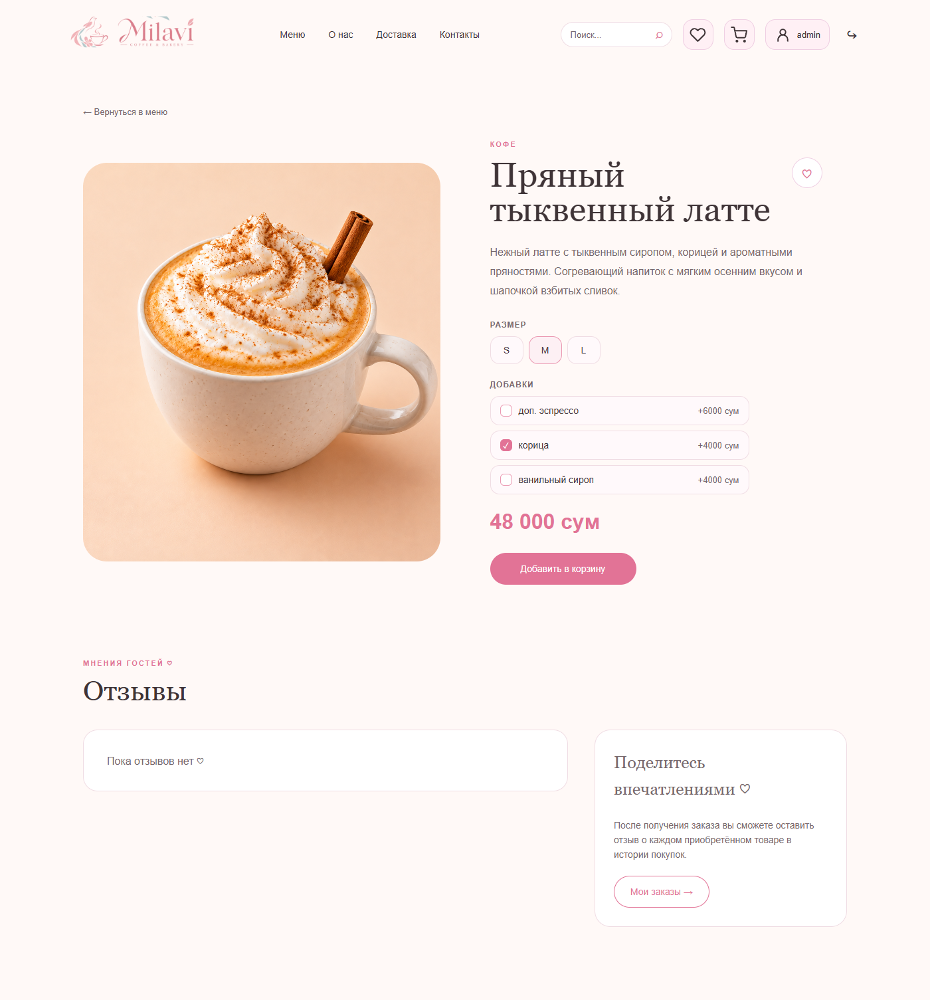 Milavi
COFFEE & BAKERY
Меню
О нас
Доставка
Контакты
Поиск...
admin
← Вернуться в меню
КОФЕ
Пряный
тыквенный латте
Нежный латте с тыквенным сиропом, корицей и ароматными
пряностями. Согревающий напиток с мягким осенним вкусом и
шапочкой взбитых сливок.
РАЗМЕР
S
M
L
ДОБАВКИ
доп. эспрессо
+6000 сум
корица
+4000 сум
ванильный сироп
+4000 сум
48 000 сум
Добавить в корзину
МНЕНИЯ ГОСТЕЙ ♡
Отзывы
Пока отзывов нет ♡
Поделитесь
впечатлениями ♡
После получения заказа вы сможете оставить
отзыв о каждом приобретённом товаре в
истории покупок.
Мои заказы →